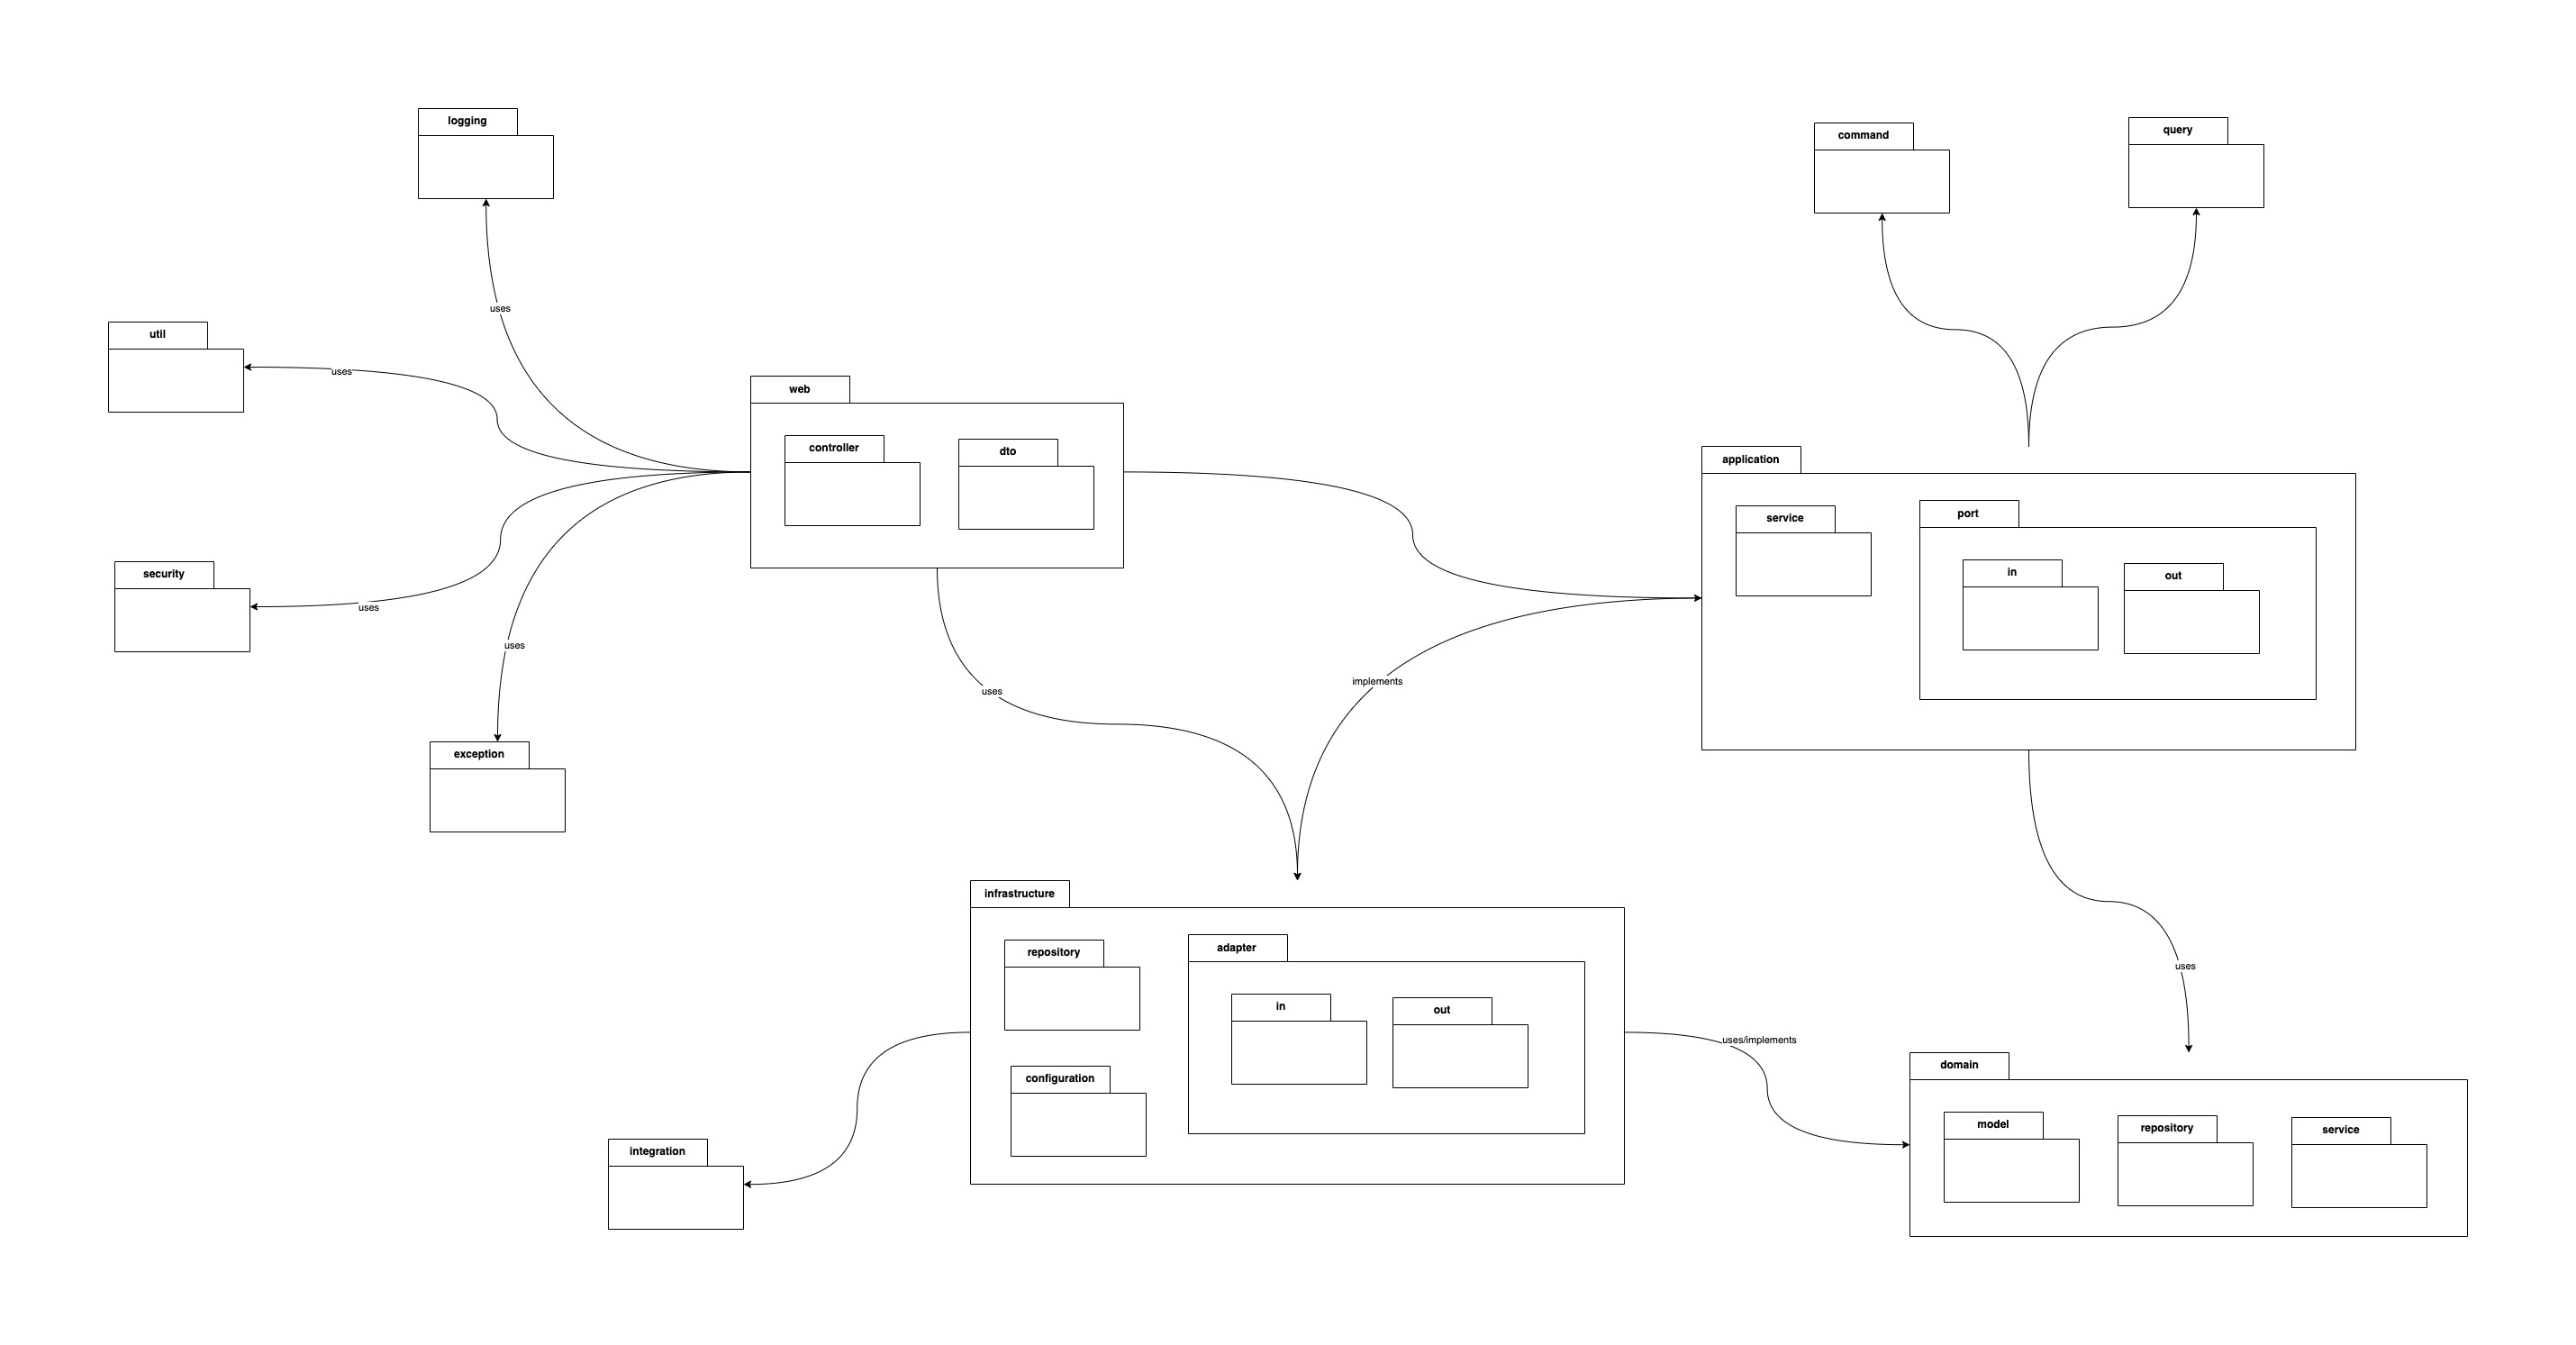 logging
command
query
uses
util
uses
web
controller
dto
application
service
port
in
out
security
uses
uses
implements
uses
exception
infrastructure
repository
adapter
in
out
configuration
uses
uses/implements
domain
model
repository
service
integration